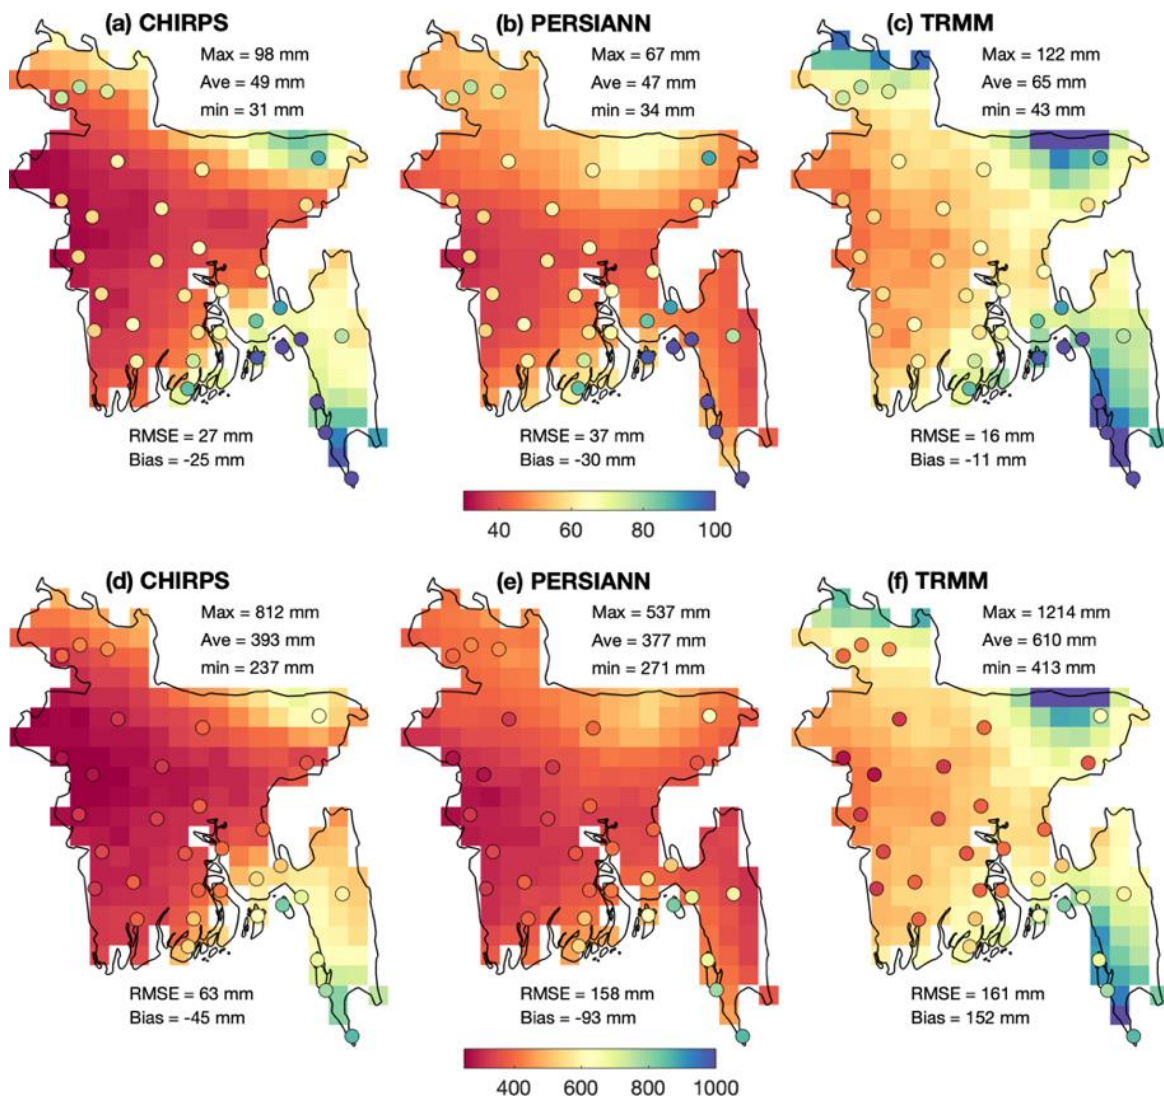 (a) CHIRPS
Max = 98 mm
Ave = 49 mm
min = 31 mm
RMSE = 27 mm
Bias = -25 mm
(b) PERSIANN
Max = 67 mm
Ave = 47 mm
min = 34 mm
RMSE = 37 mm
Bias = -30 mm
(c) TRMM
Max = 122 mm
Ave = 65 mm
min = 43 mm
RMSE = 16 mm
Bias = -11 mm
40 60 80 100
(d) CHIRPS
Max = 812 mm
Ave = 393 mm
min = 237 mm
RMSE = 63 mm
Bias = -45 mm
(e) PERSIANN
Max = 537 mm
Ave = 377 mm
min = 271 mm
RMSE = 158 mm
Bias = -93 mm
(f) TRMM
Max = 1214 mm
Ave = 610 mm
min = 413 mm
RMSE = 161 mm
Bias = 152 mm
400 600 800 1000